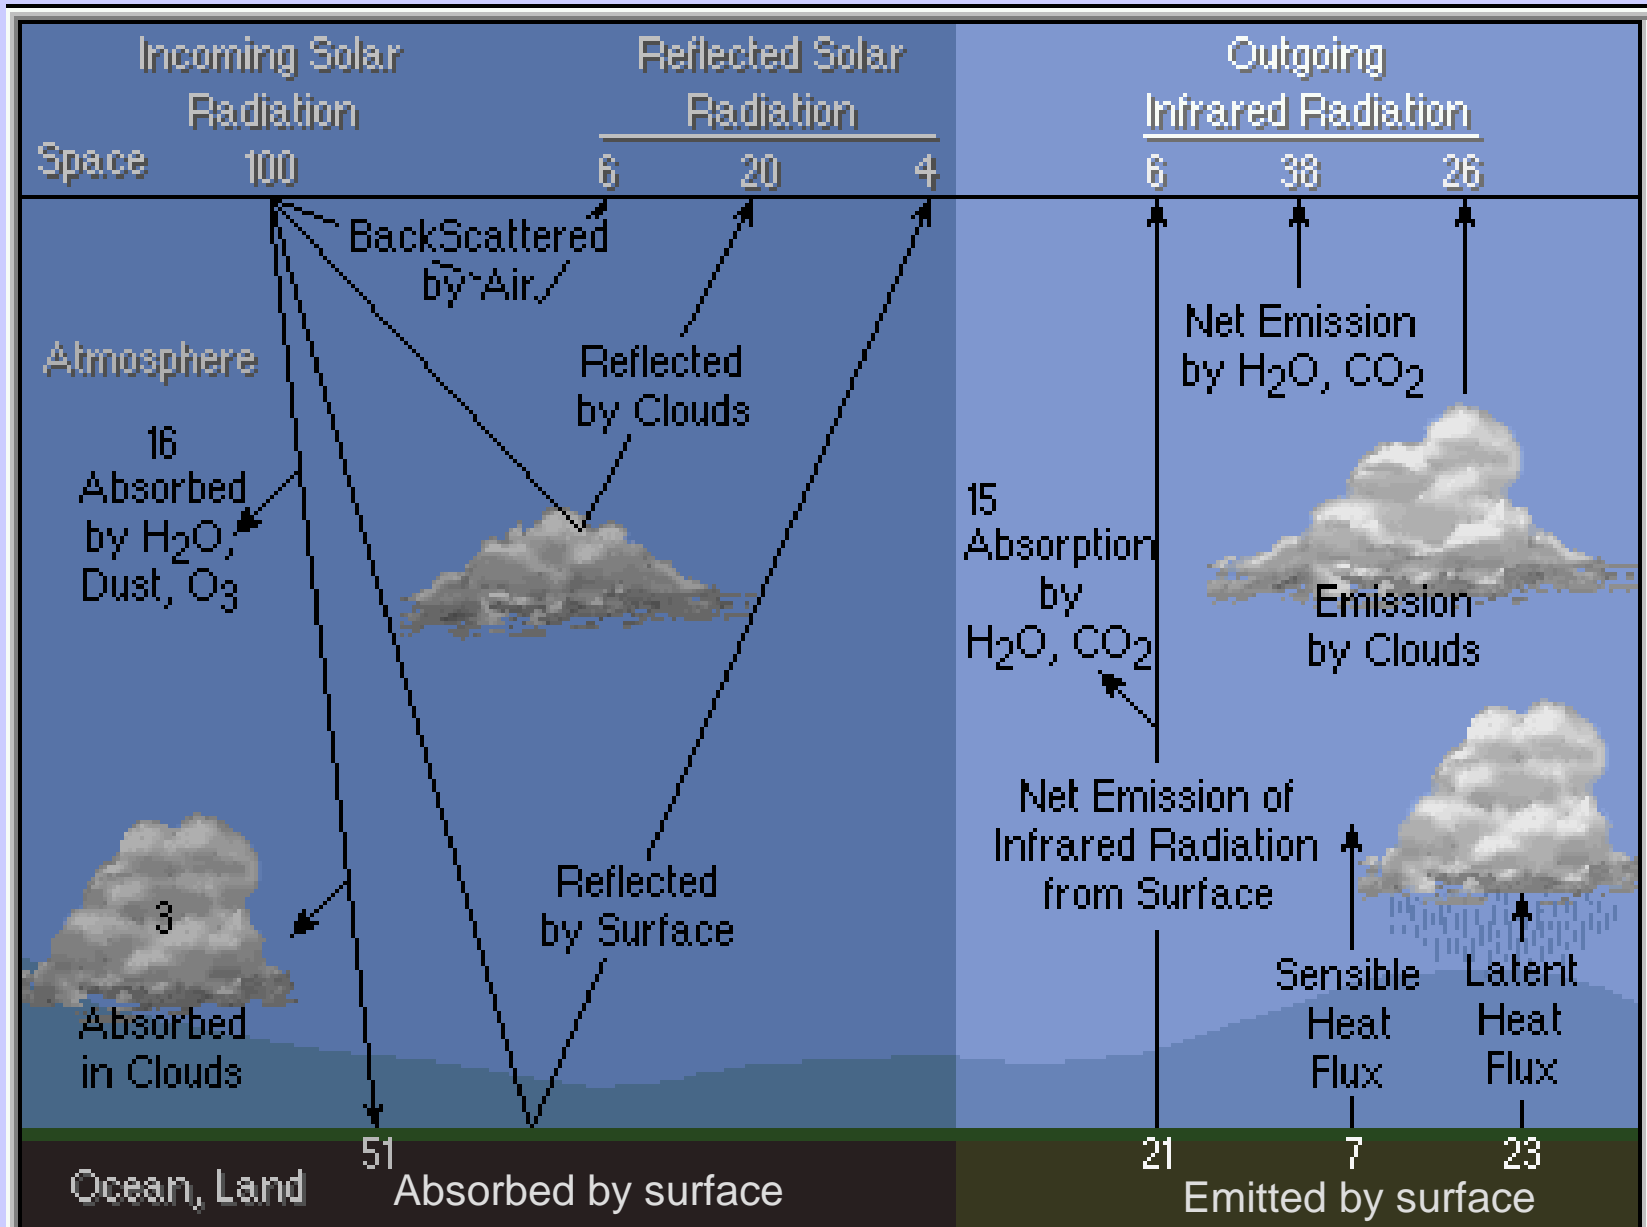 Incoming Solar
Radiation
Reflected Solar
Radiation
Outgoing
Infrared Radiation
Space
100
6
20
4
6
38
26
BackScattered
by Air
Atmosphere
Reflected
by Clouds
Net Emission
by H₂O, CO₂
16
Absorbed
by H₂O,
Dust, O₃
15
Absorption
by
H₂O, CO₂
Emission
by Clouds
Net Emission of
Infrared Radiation
from Surface
3
Absorbed
in Clouds
Reflected
by Surface
Sensible
Heat
Flux
Latent
Heat
Flux
51
21
7
23
Ocean, Land
Absorbed by surface
Emitted by surface